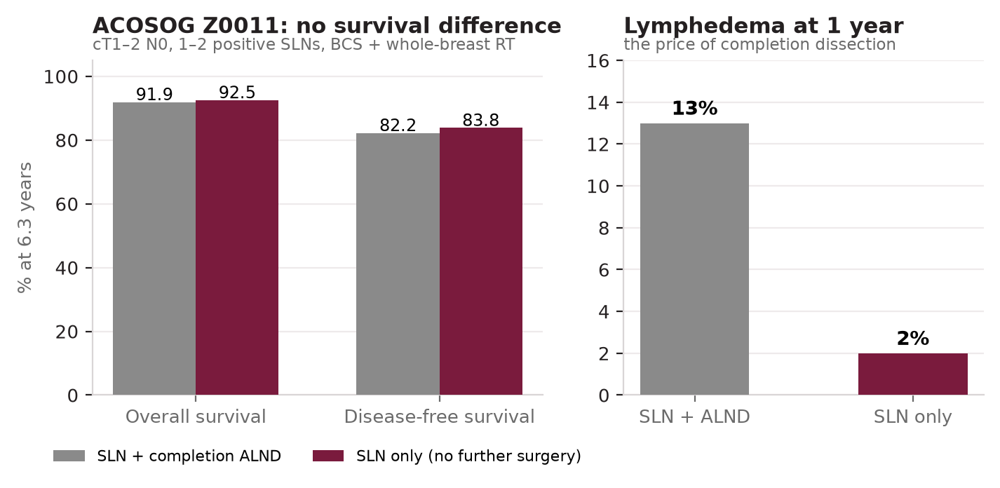 ACOSOG Z0011: no survival difference
cT1–2 N0, 1–2 positive SLNs, BCS + whole-breast RT
% at 6.3 years
100
80
60
40
20
0
91.9
92.5
82.2
83.8
Overall survival
Disease-free survival
Lymphedema at 1 year
the price of completion dissection
16
14
12
10
8
6
4
2
0
13%
2%
SLN + ALND
SLN only
SLN + completion ALND
SLN only (no further surgery)